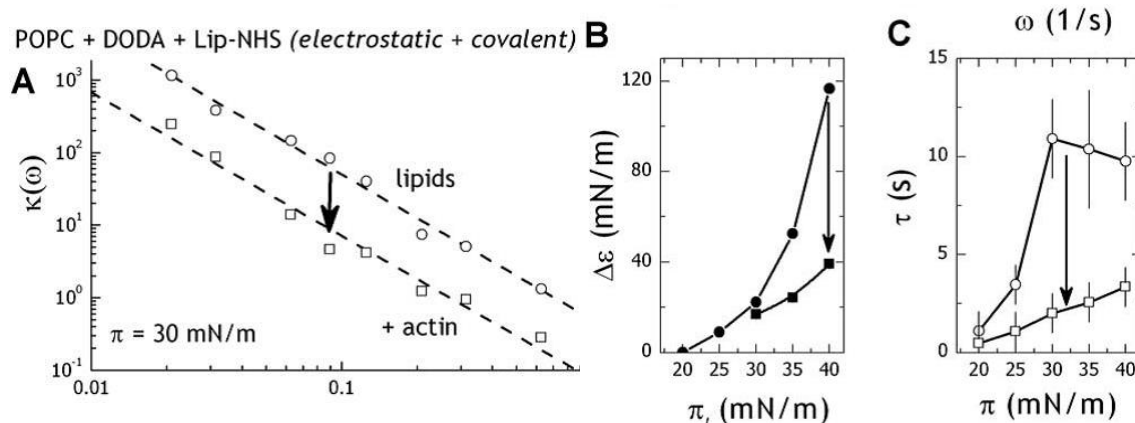 POPC + DODA + Lip-NHS (electrostatic + covalent)
A
κ(ω)
10³
10²
10¹
10⁰
10⁻¹
0.01
0.1
lipids
+ actin
π = 30 mN/m
B
Δε (mN/m)
120
80
40
0
20 25 30 35 40
π, (mN/m)
ω (1/s)
C
τ (s)
15
10
5
0
20 25 30 35 40
π (mN/m)